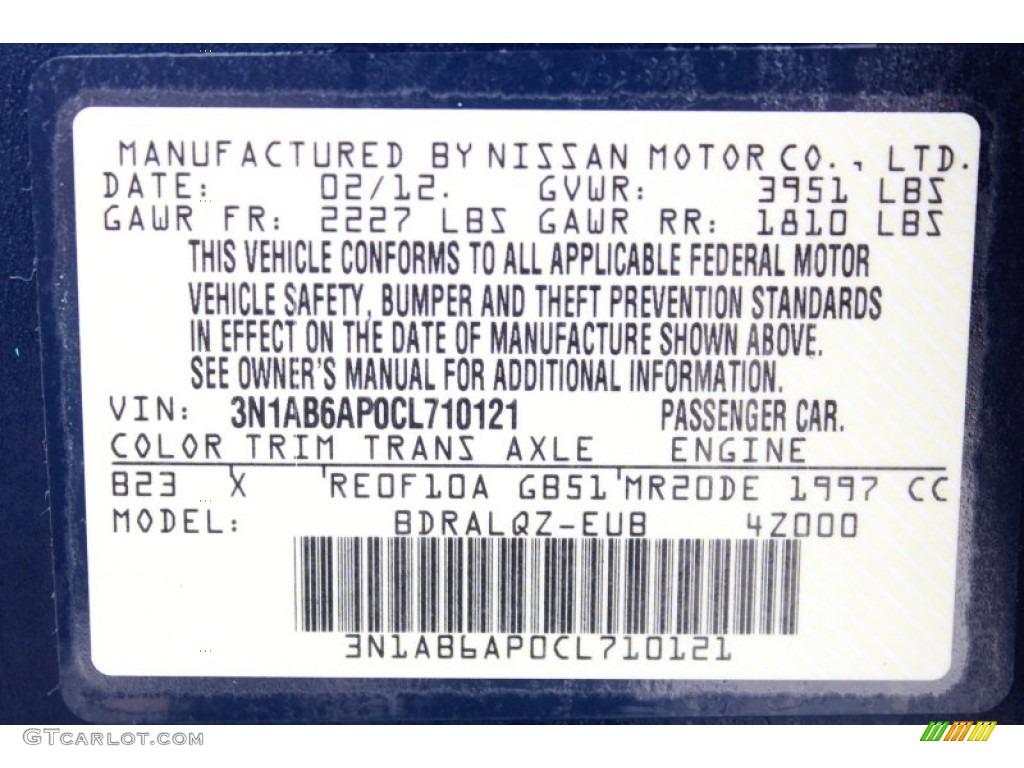 MANUFACTURED BY NISSAN MOTOR CO., LTD.
DATE: 02/12. GVWR: 3951 LBS
GAWR FR: 2227 LBS GAWR RR: 1810 LBS
THIS VEHICLE CONFORMS TO ALL APPLICABLE FEDERAL MOTOR
VEHICLE SAFETY, BUMPER AND THEFT PREVENTION STANDARDS
IN EFFECT ON THE DATE OF MANUFACTURE SHOWN ABOVE.
SEE OWNER'S MANUAL FOR ADDITIONAL INFORMATION.
VIN: 3N1AB6AP0CL710121 PASSENGER CAR.
COLOR TRIM TRANS AXLE ENGINE
B23 X RE0F10A GB51 MR20DE 1997 CC
MODEL: BDRALQZ-EUB 4Z000
3N1AB6AP0CL710121
GTCARLOT.COM